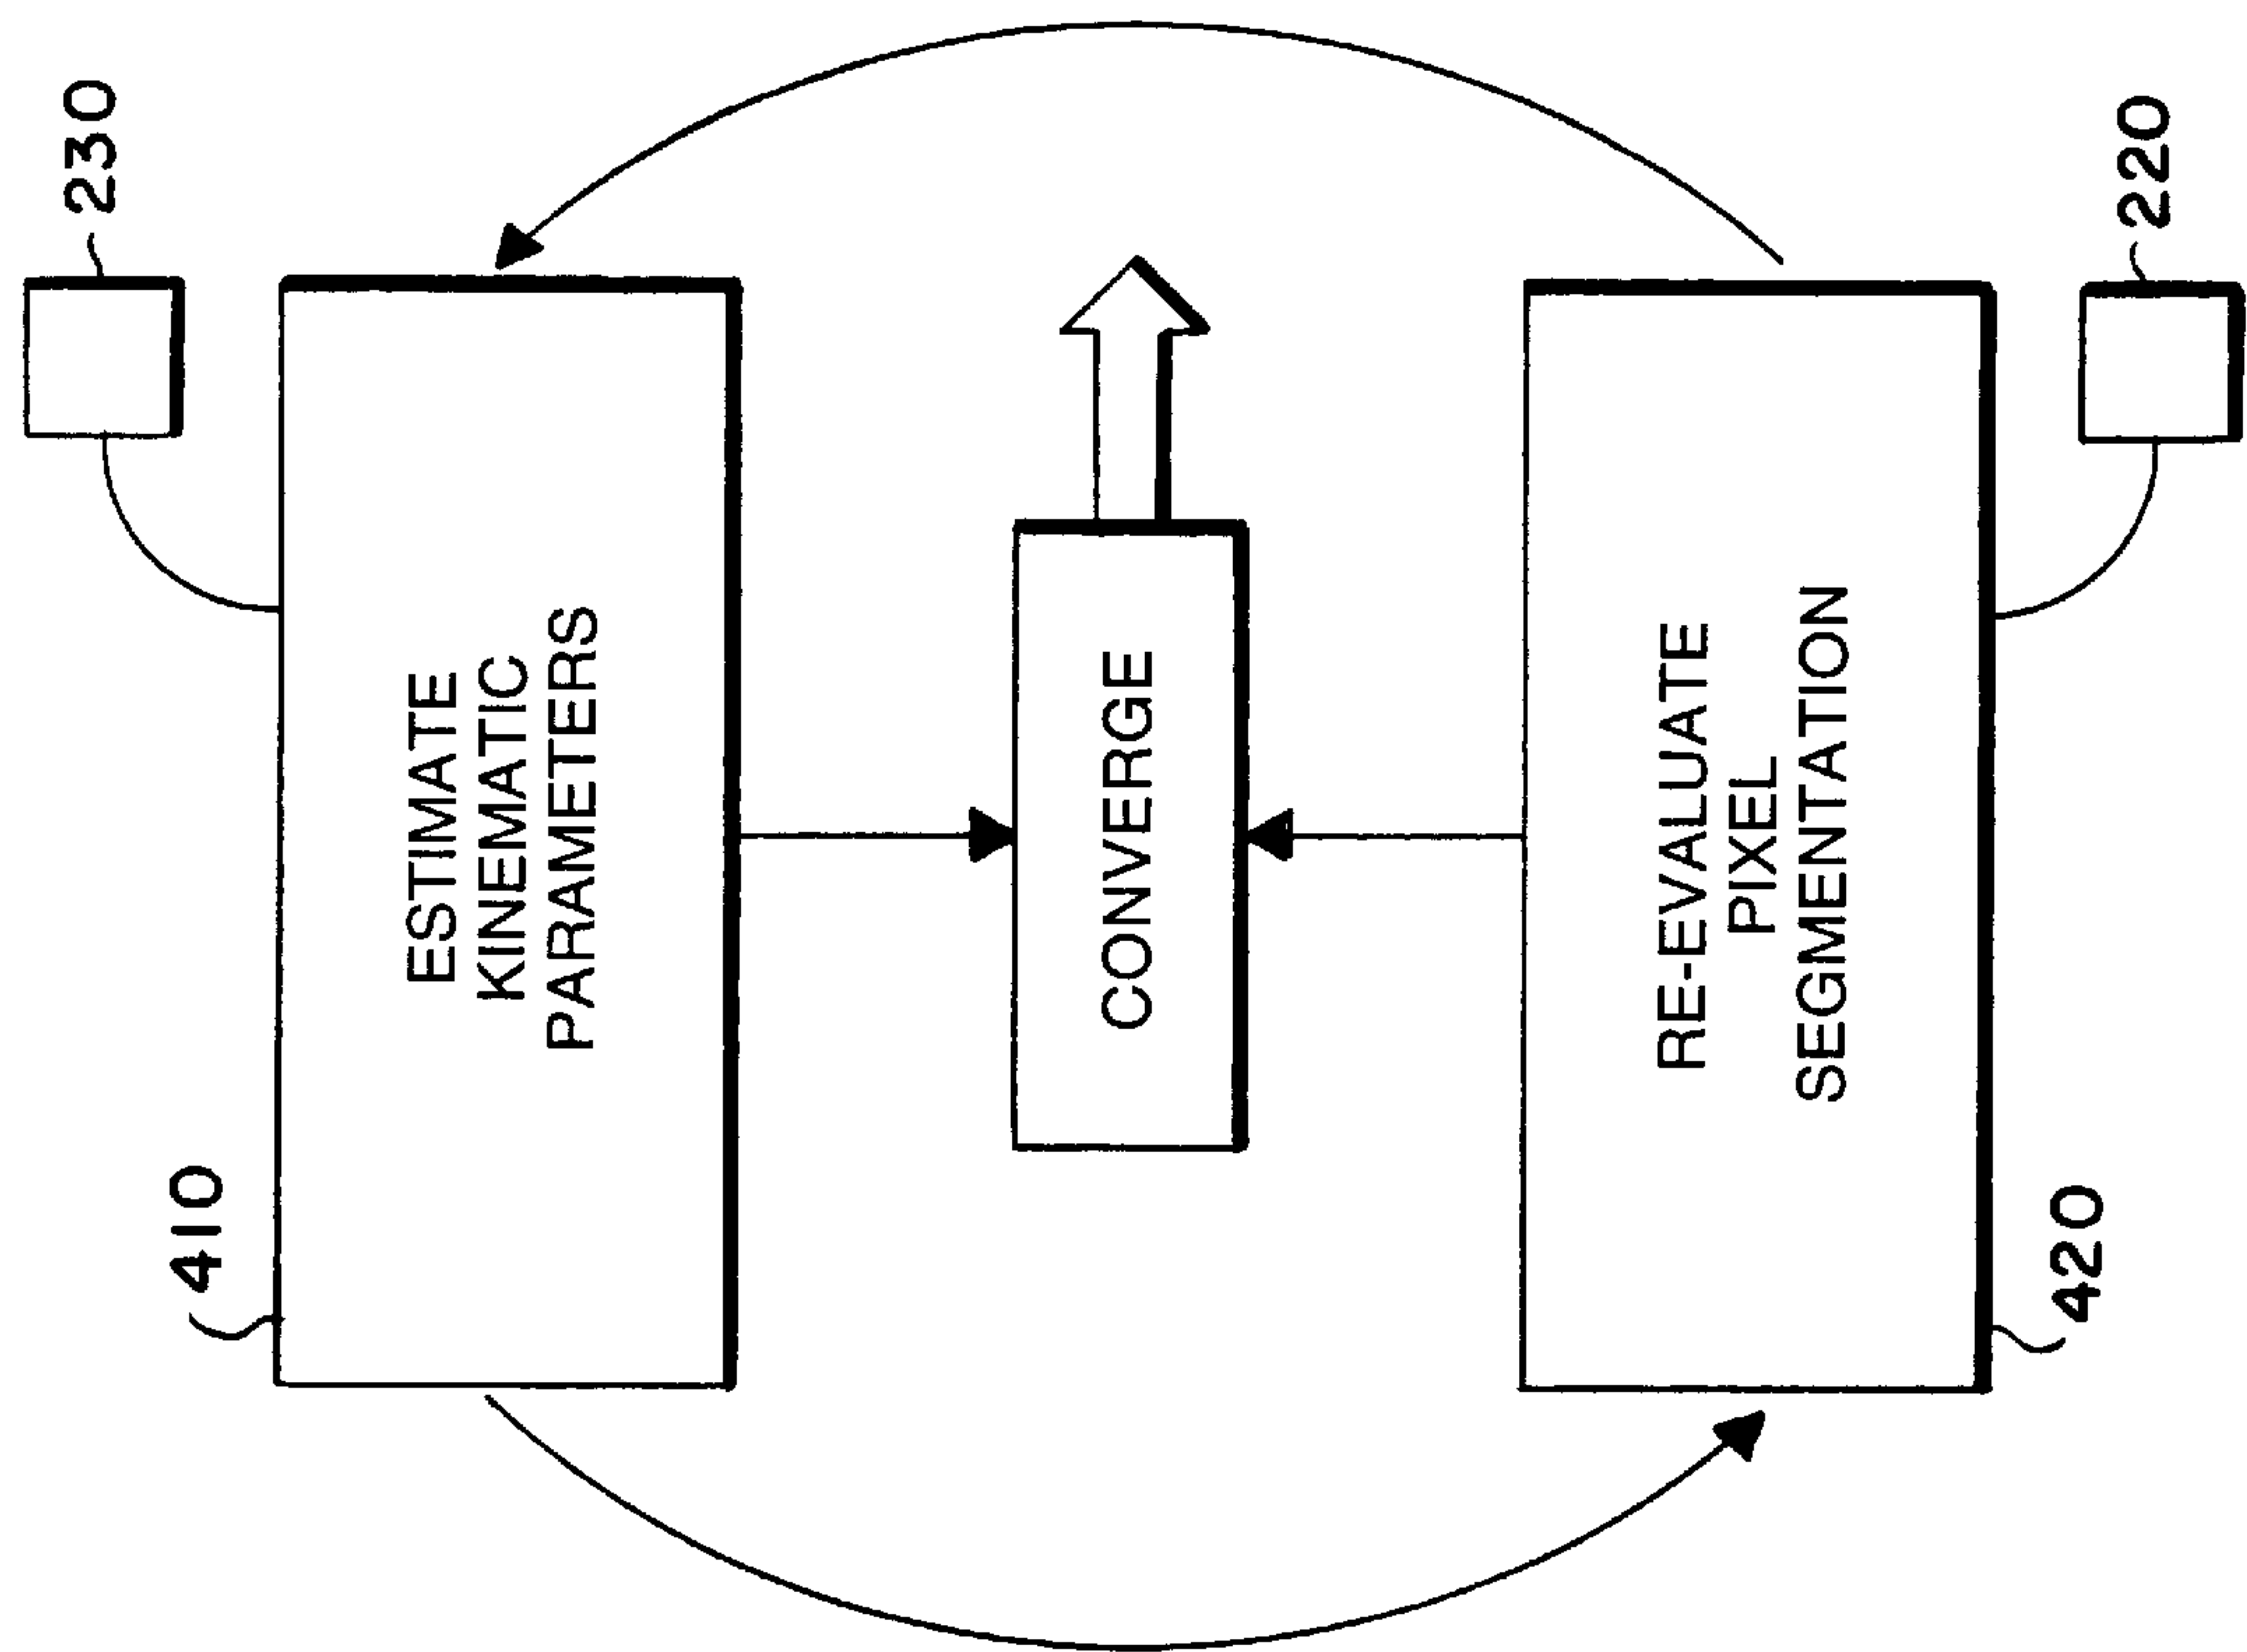 230
410
ESTIMATE
KINEMATIC
PARAMETERS
CONVERGE
RE-EVALUATE
PIXEL
SEGMENTATION
220
420